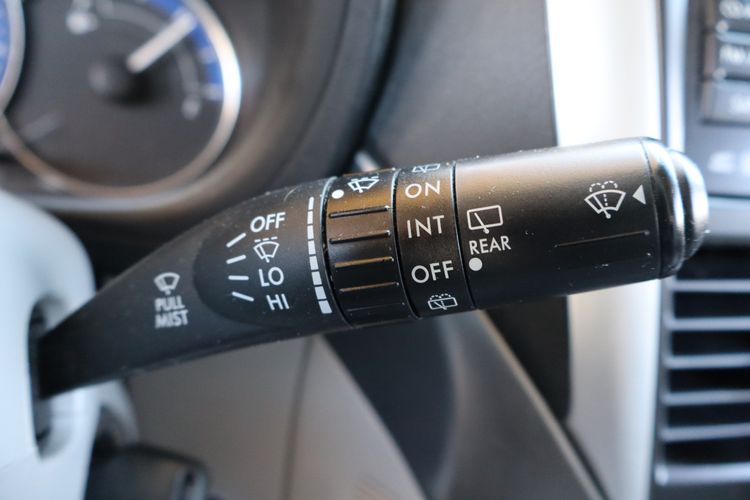 OFF
LO
HI
PULL
MIST
ON
INT
OFF
REAR